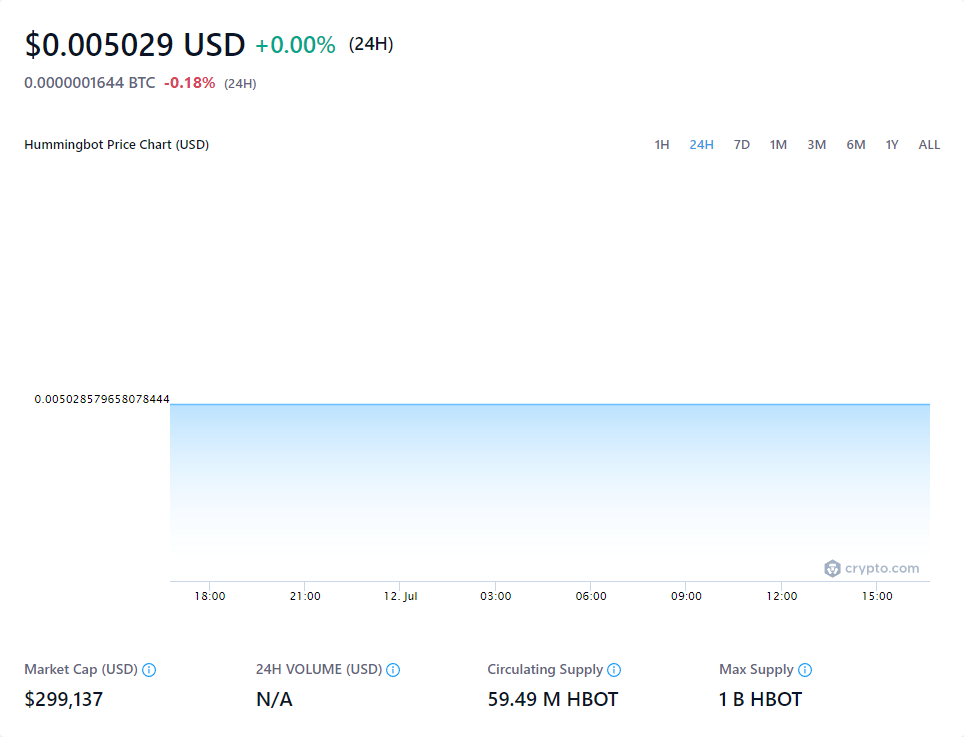 $0.005029 USD +0.00% (24H)
0.0000001644 BTC -0.18% (24H)
Hummingbot Price Chart (USD) 1H 24H 7D 1M 3M 6M 1Y ALL
0.005028579658078444
crypto.com
18:00 21:00 12. Jul 03:00 06:00 09:00 12:00 15:00
Market Cap (USD) 24H VOLUME (USD) Circulating Supply Max Supply
$299,137 N/A 59.49 M HBOT 1 B HBOT